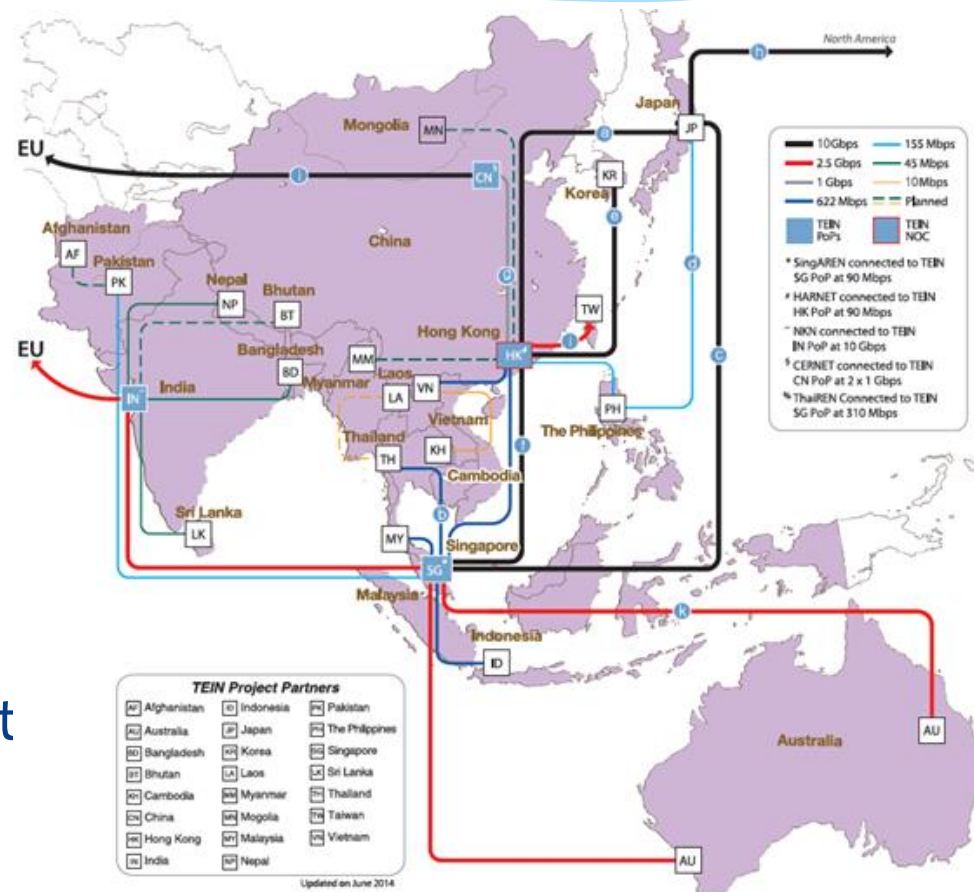 North America
h
Japan
JP
a
Mongolia
MN
EU
i
CN
KR
Korea
e
10Gbps
2.5 Gbps
1 Gbps
622 Mbps
155 Mbps
45 Mbps
10Mbps
Planned
TEIN
PoPs
TEIN
NOC
* SingAREN connected to TEIN
SG PoP at 90 Mbps
# HARNET connected to TEIN
HK PoP at 90 Mbps
~ NKN connected to TEIN
IN PoP at 10 Gbps
§ CERNET connected to TEIN
CN PoP at 2 x 1 Gbps
% ThaiREN Connected to TEIN
SG PoP at 310 Mbps
Afghanistan
AF
Pakistan
PK
China
g
d
Nepal
NP
Bhutan
BT
TW
Hong Kong
HK
EU
Bangladesh
BD
MM
Myanmar
Laos
LA
VN
c
IN
India
Vietnam
PH
The Philippines
Thailand
TH
KH
Cambodia
f
b
Sri Lanka
LK
MY
Singapore
SG
Malaysia
k
Indonesia
ID
Australia
AU
AU
t
TEIN Project Partners
AF Afghanistan
AU Australia
BD Bangladesh
BT Bhutan
KH Cambodia
CN China
HK Hong Kong
IN India
ID Indonesia
JP Japan
KR Korea
LA Laos
MM Myanmar
MN Mogolia
MY Malaysia
NP Nepal
PK Pakistan
PH The Philippines
SG Singapore
LK Sri Lanka
TH Thailand
TW Taiwan
VN Vietnam
Updated on June 2014